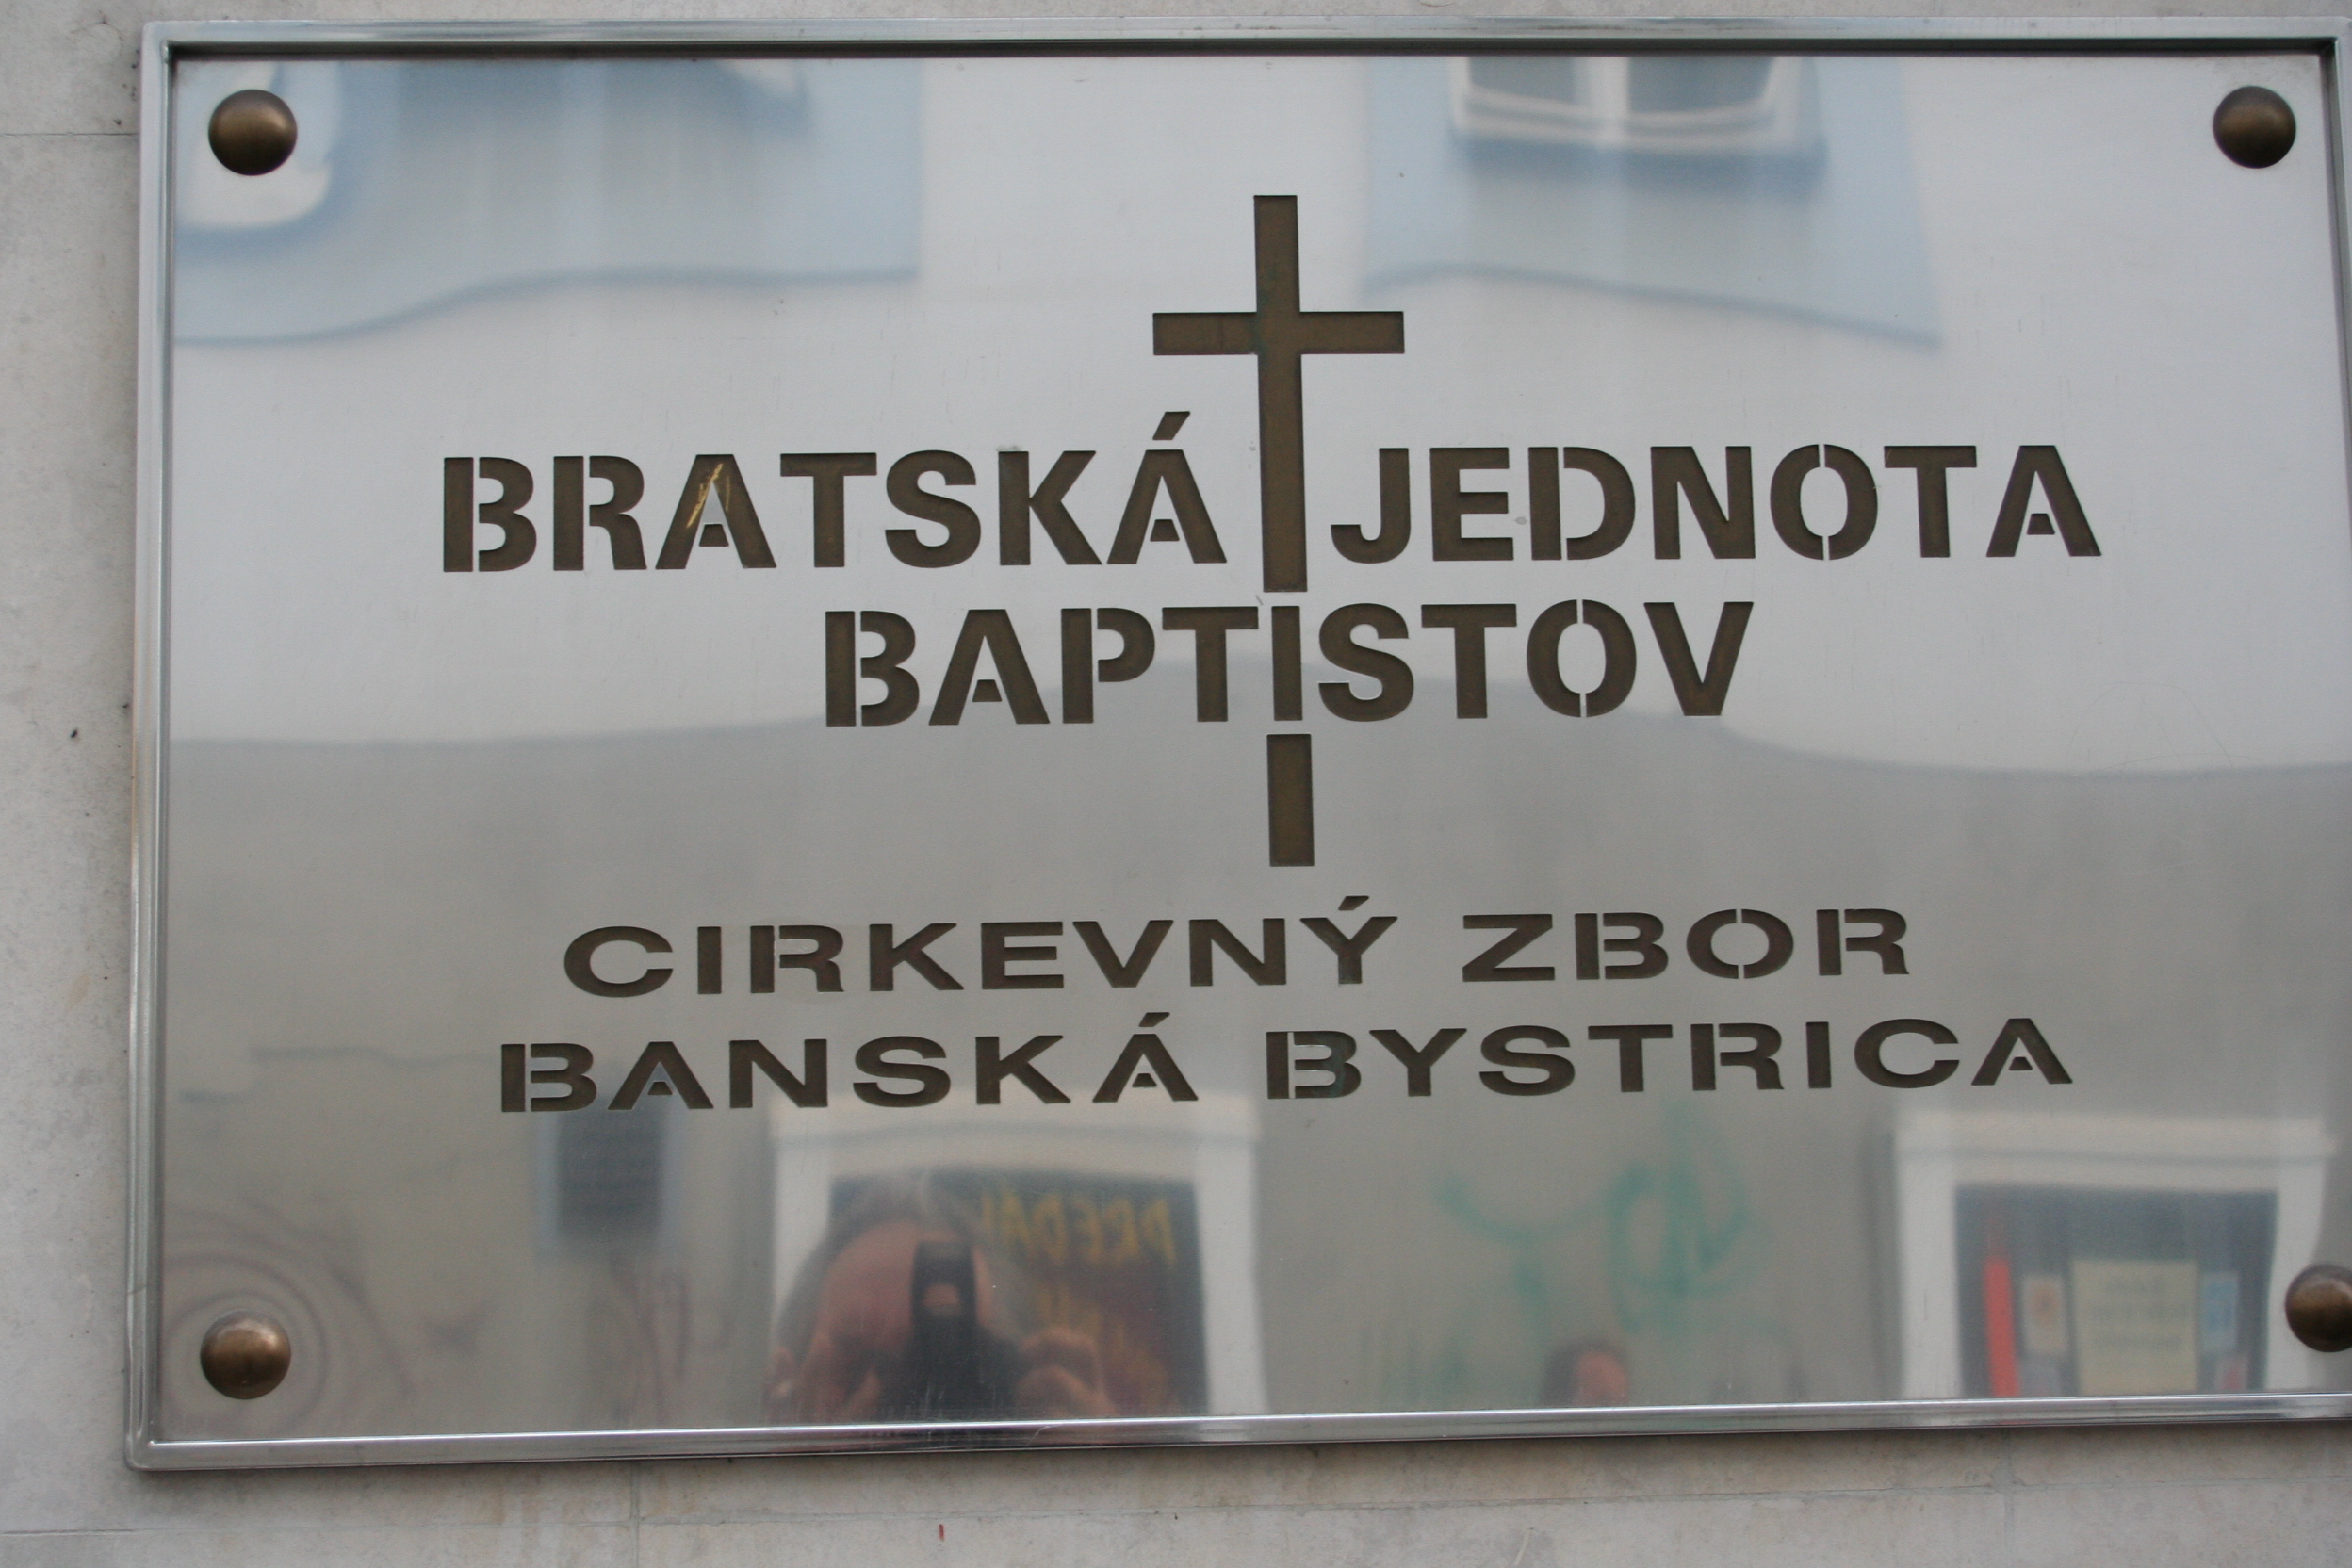 BRATSKÁ JEDNOTA
BAPTISTOV
CIRKEVNÝ ZBOR
BANSKÁ BYSTRICA